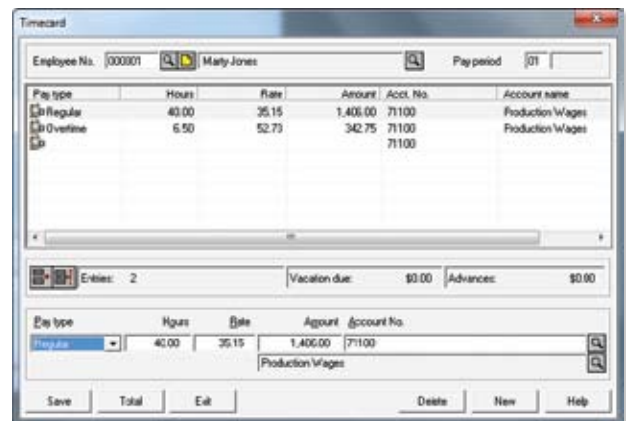 Timecard
Employee No. 000001 Marty Jones Pay period 01
Pay type Hours Rate Amount Acct. No. Account name
Regular 40.00 35.15 1,406.00 71100 Production Wages
Overtime 6.50 52.73 342.75 71100 Production Wages
71100
Entries: 2 Vacation due: $0.00 Advances: $0.00
Pay type Hours Rate Amount Account No.
Regular 40.00 35.15 1,406.00 71100
Production Wages
Save Total Exit Delete New Help